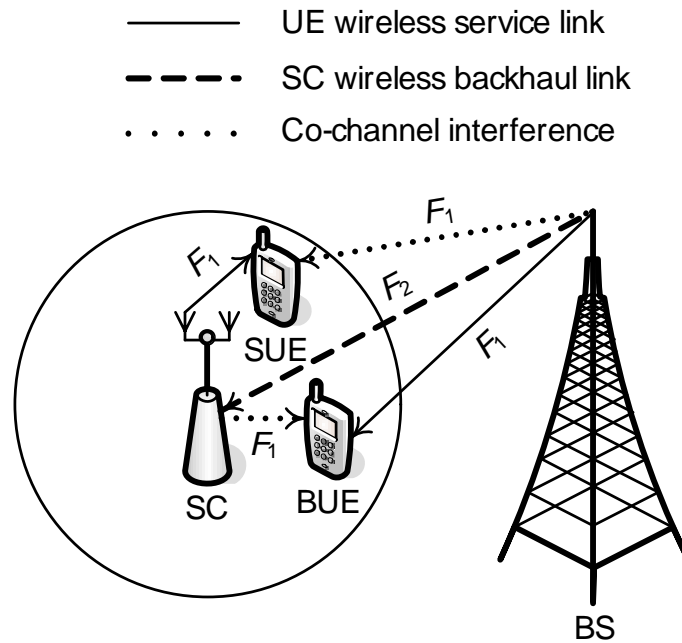 UE wireless service link
SC wireless backhaul link
Co-channel interference
F1
F1
F2
F1
SUE
F1
SC
BUE
BS